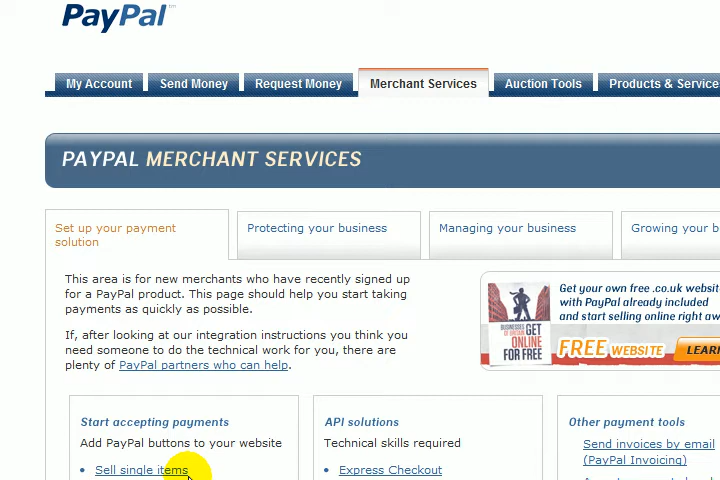 PayPal™
My Account Send Money Request Money Merchant Services Auction Tools Products &
PAYPAL MERCHANT SERVICES
Set up your payment
solution
Protecting your business
Managing your business
Growing your
This area is for new merchants who have recently signed up
for a PayPal product. This page should help you start taking
payments as quickly as possible.
If, after looking at our integration instructions you think you
need someone to do the technical work for you, there are
plenty of PayPal partners who can help.
BUSINESSES OF BRITAIN
GET
ONLINE
FOR FREE
Get your own free .co.uk
with PayPal already included
and start selling online right
FREE WEBSITE
LEARN
Start accepting payments
Add PayPal buttons to your website
• Sell single items
API solutions
Technical skills required
• Express Checkout
Other payment tools
Send invoices by email
(PayPal Invoicing)